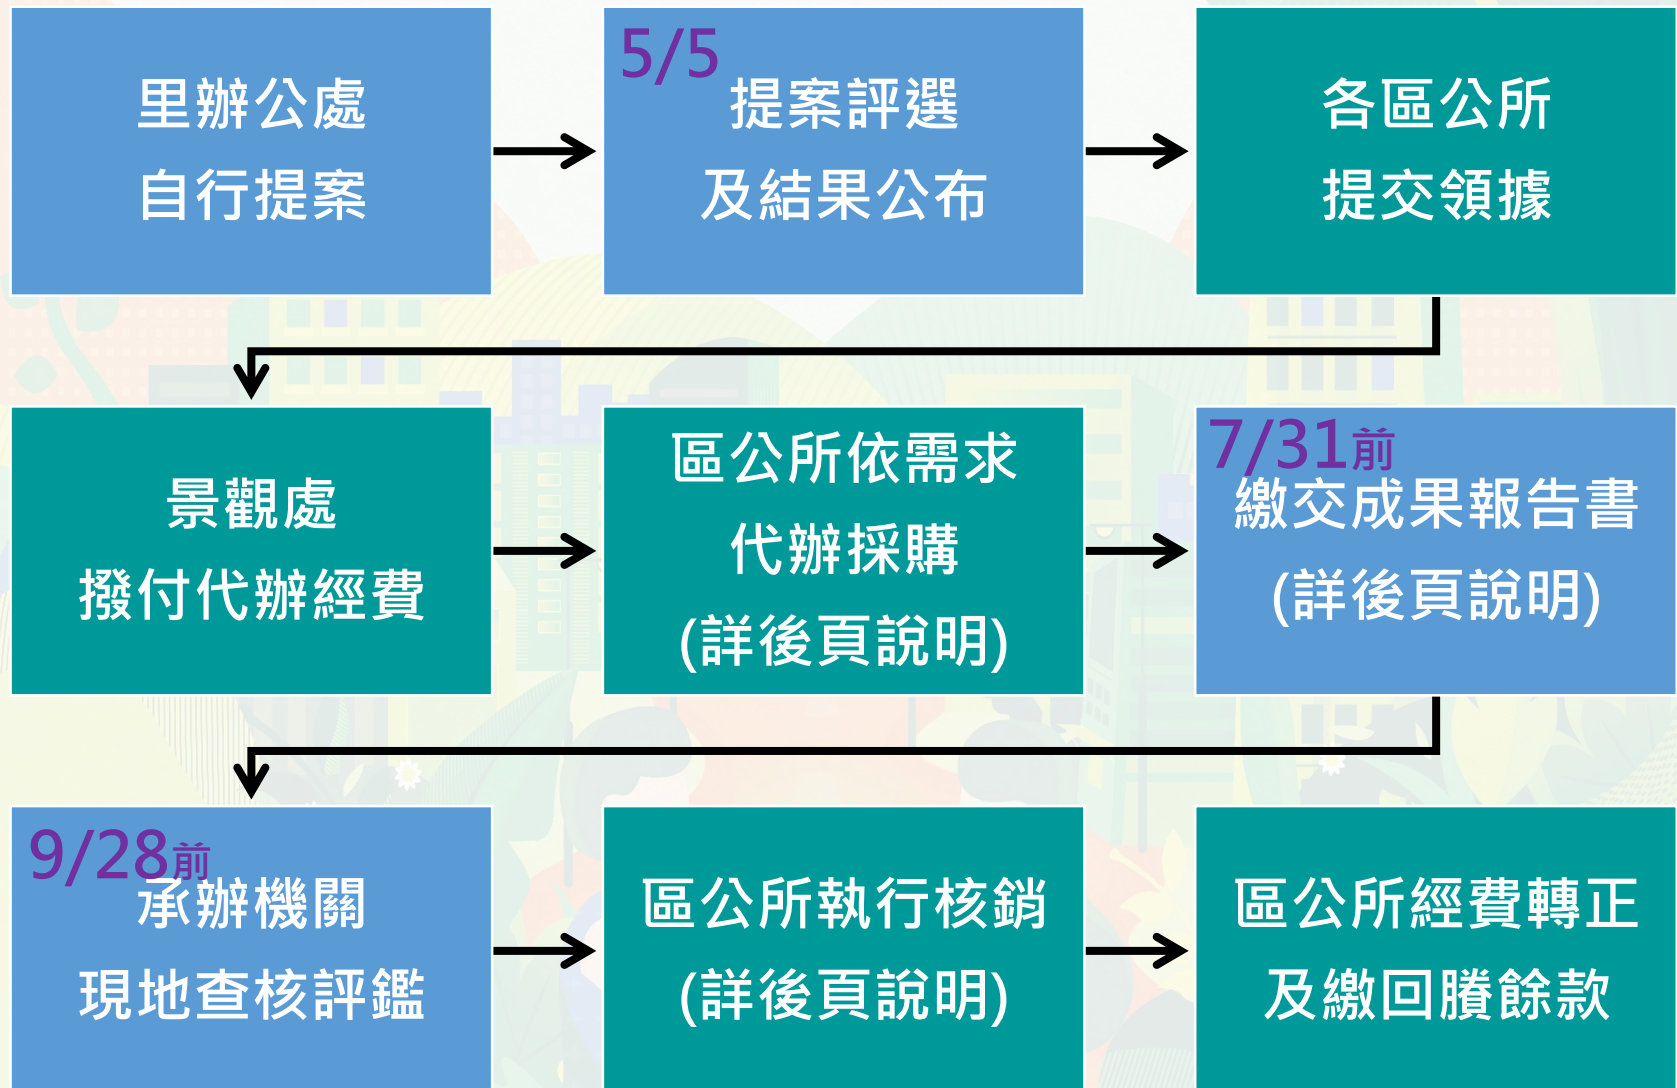 里辦公處
自行提案
5/5
提案評選
及結果公布
各區公所
提交領據
景觀處
撥付代辦經費
區公所依需求
代辦採購
(詳後頁說明)
7/31前
繳交成果報告書
(詳後頁說明)
9/28前
承辦機關
現地查核評鑑
區公所執行核銷
(詳後頁說明)
區公所經費轉正
及繳回賸餘款